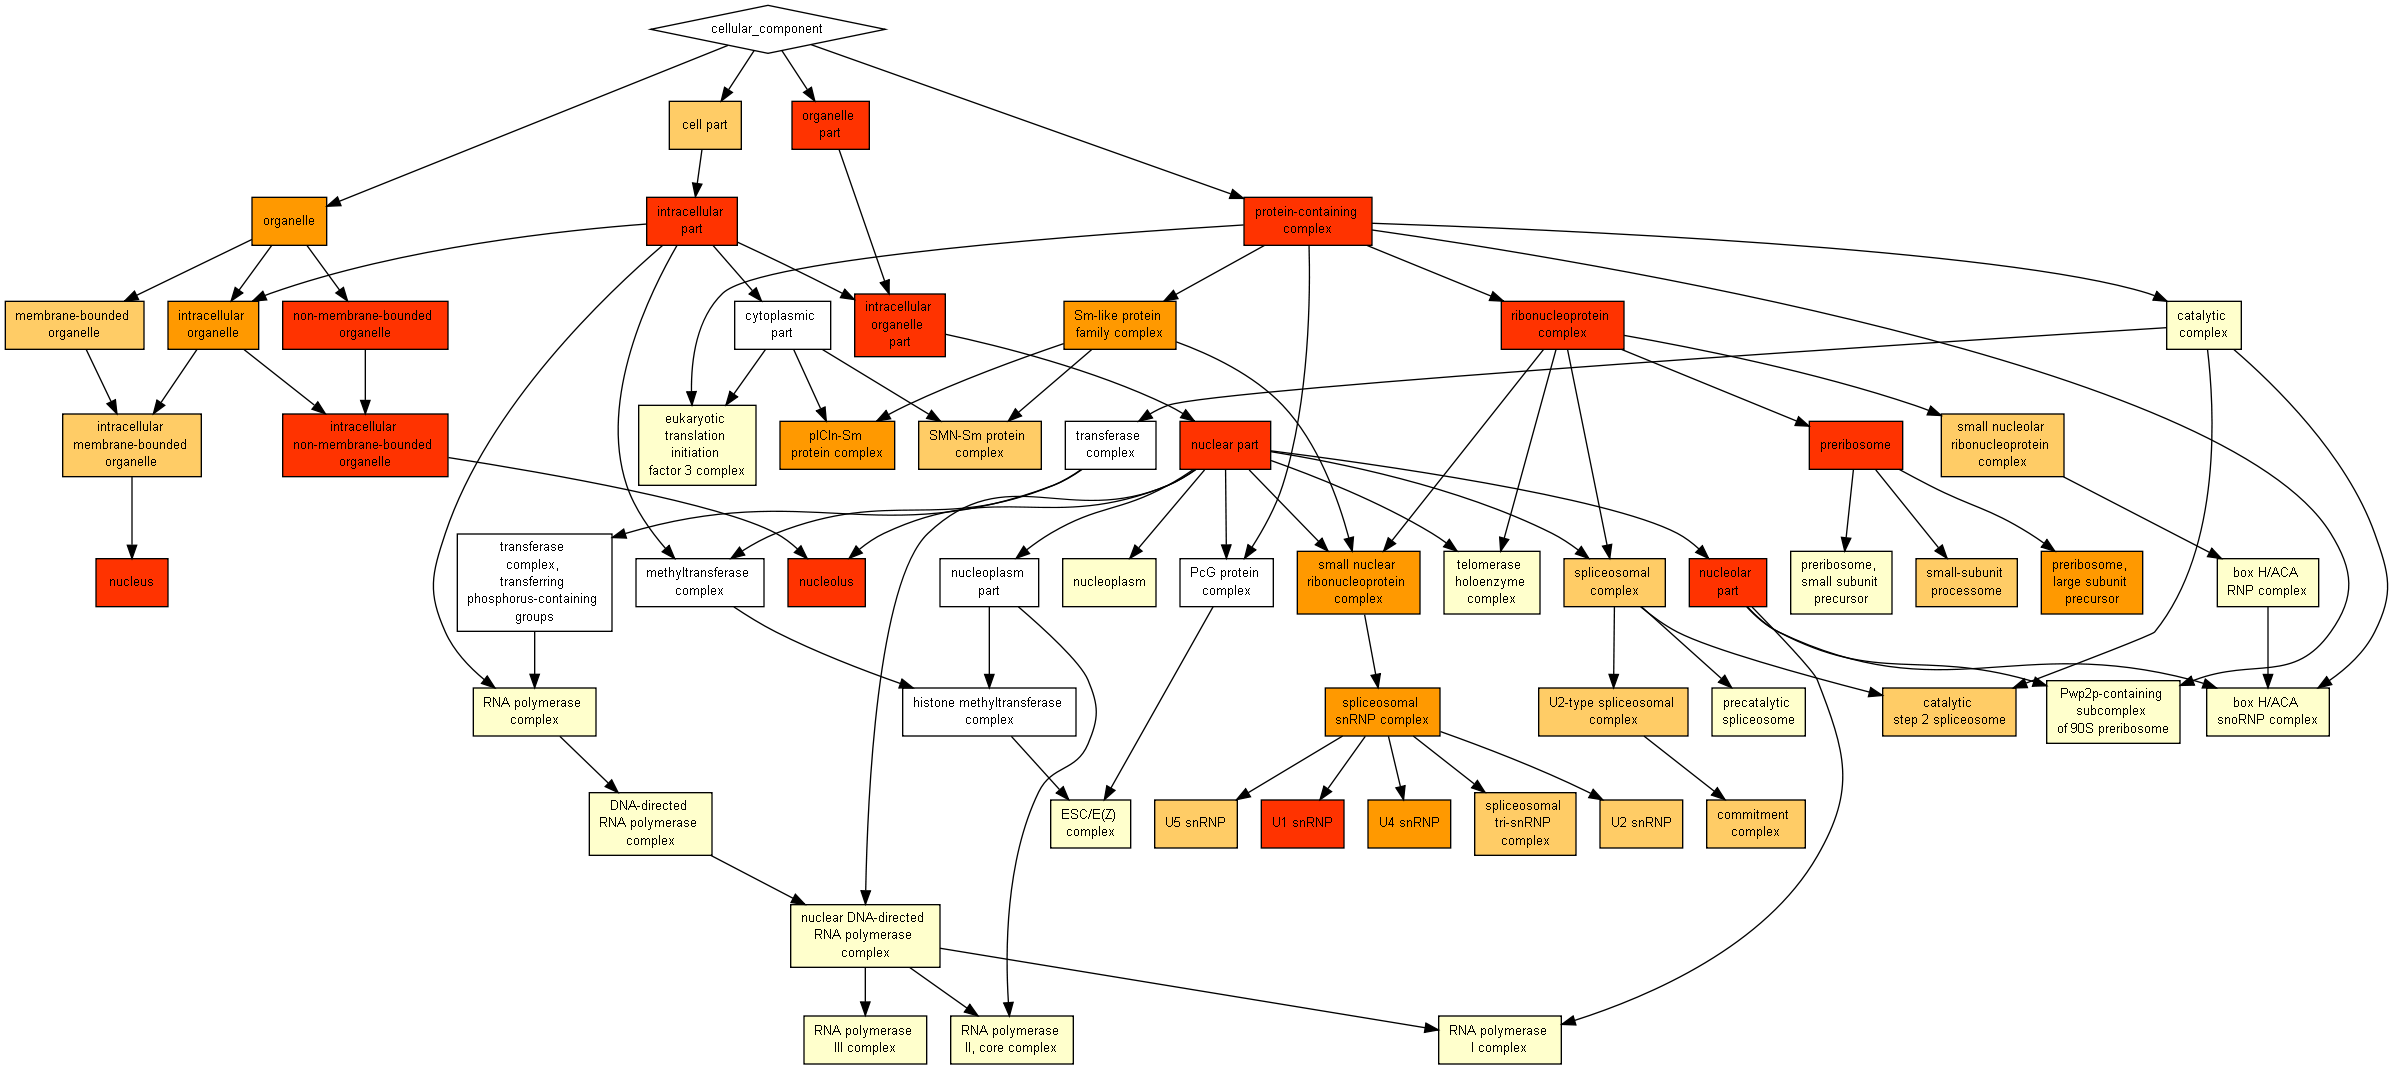 cellular_component
cell part
organelle
part
organelle
intracellular
part
protein-containing
complex
membrane-bounded
organelle
intracellular
organelle
non-membrane-bounded
organelle
cytoplasmic
part
intracellular
organelle
part
Sm-like protein
family complex
ribonucleoprotein
complex
catalytic
complex
intracellular
membrane-bounded
organelle
intracellular
non-membrane-bounded
organelle
eukaryotic
translation
initiation
factor 3 complex
pICln-Sm
protein complex
SMN-Sm protein
complex
transferase
complex
nuclear part
preribosome
small nucleolar
ribonucleoprotein
complex
nucleus
transferase
complex,
transferring
phosphorus-containing
groups
methyltransferase
complex
nucleolus
nucleoplasm
part
nucleoplasm
PcG protein
complex
small nuclear
ribonucleoprotein
complex
telomerase
holoenzyme
complex
spliceosomal
complex
nucleolar
part
preribosome,
small subunit
precursor
small-subunit
processome
preribosome,
large subunit
precursor
box H/ACA
RNP complex
RNA polymerase
complex
histone methyltransferase
complex
spliceosomal
snRNP complex
U2-type spliceosomal
complex
precatalytic
spliceosome
catalytic
step 2 spliceosome
Pwp2p-containing
subcomplex
of 90S preribosome
box H/ACA
snoRNP complex
DNA-directed
RNA polymerase
complex
ESC/E(Z)
complex
U5 snRNP
U1 snRNP
U4 snRNP
spliceosomal
tri-snRNP
complex
U2 snRNP
commitment
complex
nuclear DNA-directed
RNA polymerase
complex
RNA polymerase
III complex
RNA polymerase
II, core complex
RNA polymerase
I complex